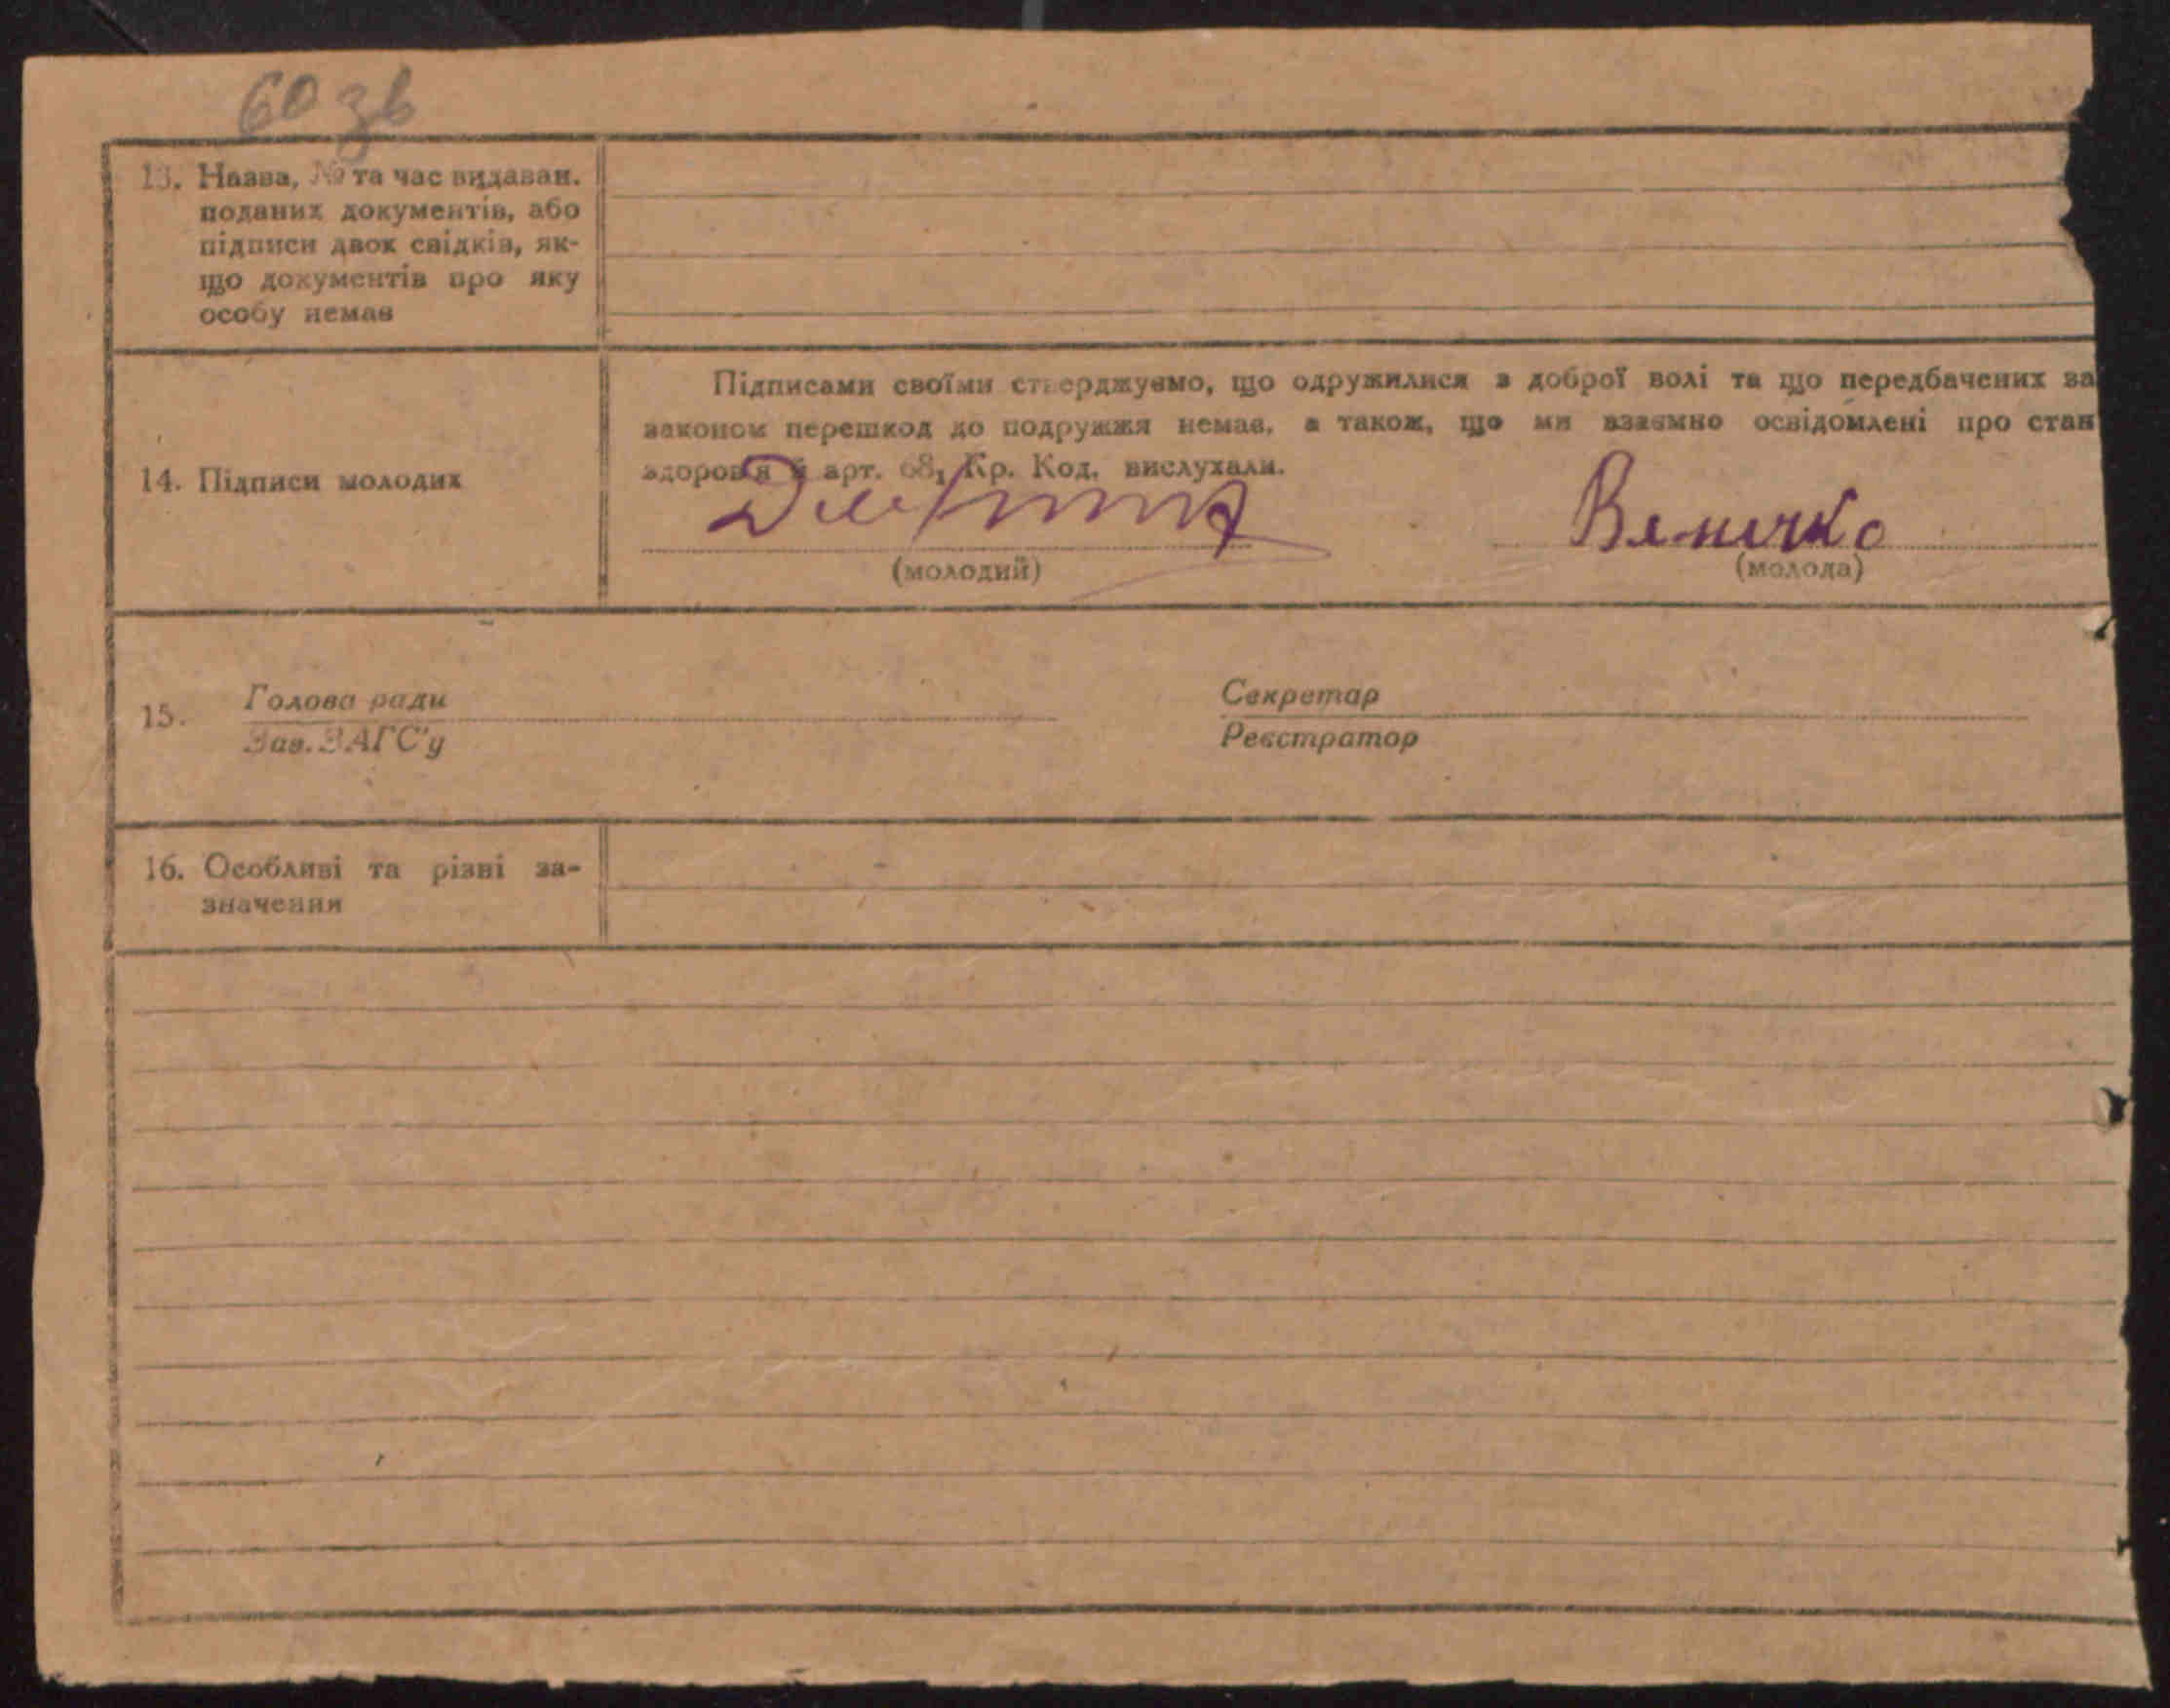 60 зв
13. Назва, № та час видаван.
поданих документів, або
підписи двох свідків, як-
що документів про яку
особу немає
14. Підписи молодих
Підписами своїми стверджуємо, що одружилися з доброї волі та що передбачених за
законом перешкод до подружжя немає, а також, що ми взаємно освідомлені про стан
здоров'я й арт. 68, Кр. Код. вислухали.
(молодий)
(молода)
15. Голова ради
Зав. ЗАГС'у
Секретар
Реєстратор
16. Особливі та різні за-
значення